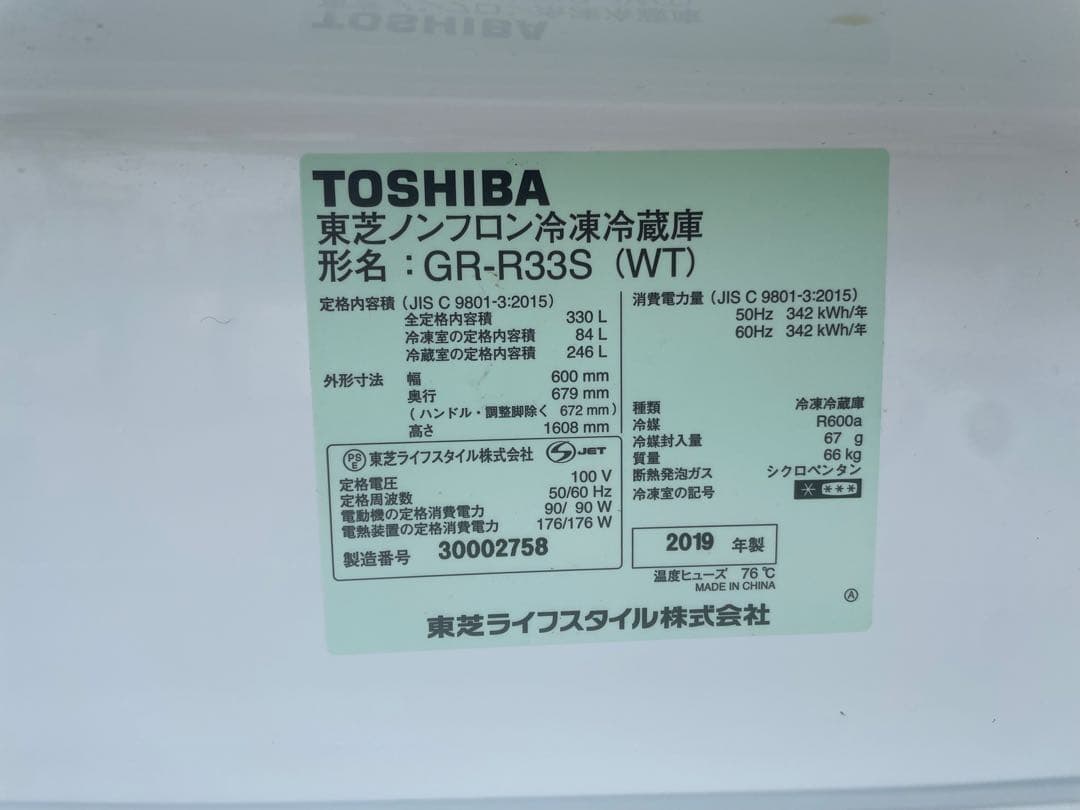 TOSHIBA
東芝ノンフロン冷凍冷蔵庫
形名：GR-R33S (WT)
定格内容積 (JIS C 9801-3:2015)
全定格内容積 330 L
冷凍室の定格内容積 84 L
冷蔵室の定格内容積 246 L
外形寸法 幅 600 mm
奥行 679 mm
(ハンドル・調整脚除く 672 mm)
高さ 1608 mm
PSE 東芝ライフスタイル株式会社 S JET
定格電圧 100 V
定格周波数 50/60 Hz
電動機の定格消費電力 90/ 90 W
電熱装置の定格消費電力 176/176 W
製造番号 30002758
消費電力量 (JIS C 9801-3:2015)
50Hz 342 kWh/年
60Hz 342 kWh/年
種類 冷凍冷蔵庫
冷媒 R600a
冷媒封入量 67 g
質量 66 kg
断熱発泡ガス シクロペンタン
冷凍室の記号 * ***
2019 年製
温度ヒューズ 76℃
MADE IN CHINA
Ⓐ
東芝ライフスタイル株式会社